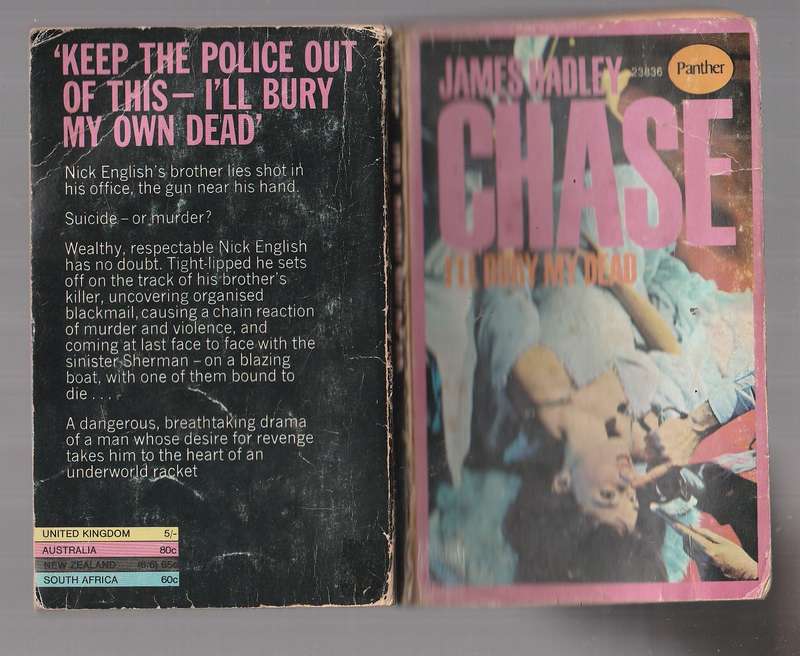 ‘KEEP THE POLICE OUT
OF THIS – I’LL BURY
MY OWN DEAD’
Nick English’s brother lies shot in
his office, the gun near his hand.
Suicide – or murder?
Wealthy, respectable Nick English
has no doubt. Tight-lipped he sets
off on the track of his brother’s
killer, uncovering organised
blackmail, causing a chain reaction
of murder and violence, and
coming at last face to face with the
sinister Sherman – on a blazing
boat, with one of them bound to
die . . . .
A dangerous, breathtaking drama
of a man whose desire for revenge
takes him to the heart of an
underworld racket
UNITED KINGDOM 5/-
AUSTRALIA 80c
NEW ZEALAND (6/6) 65c
SOUTH AFRICA 60c
JAMES HADLEY
23836
Panther
CHASE
I'LL BURY MY DEAD